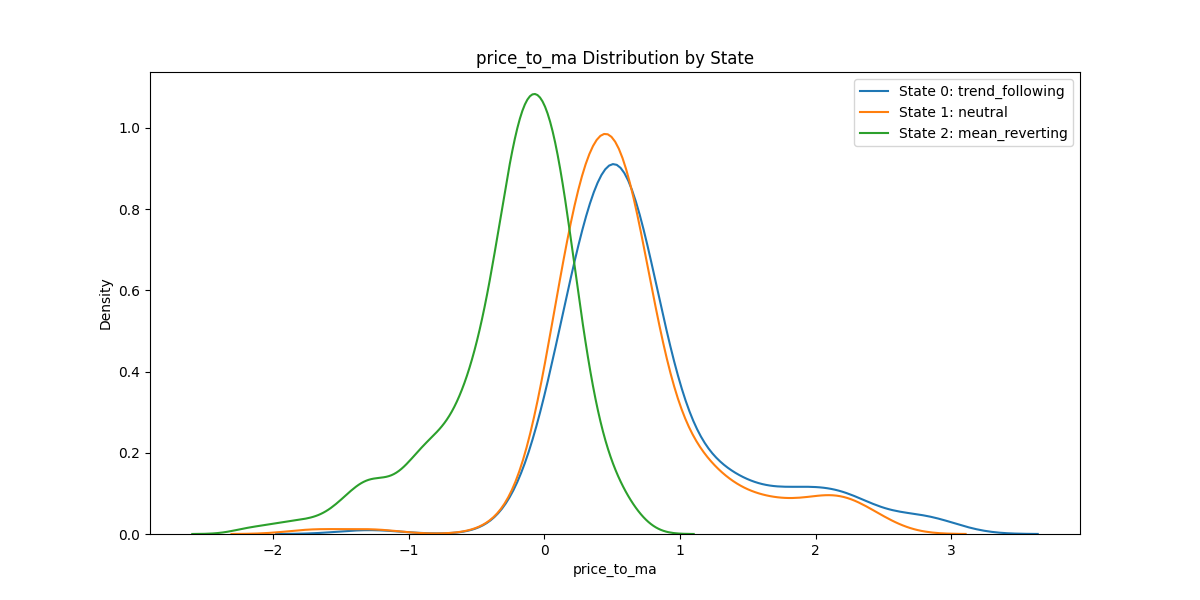 price_to_ma Distribution by State
State 0: trend_following
State 1: neutral
State 2: mean_reverting
Density
1.0
0.8
0.6
0.4
0.2
0.0
−2
−1
0
1
2
3
price_to_ma